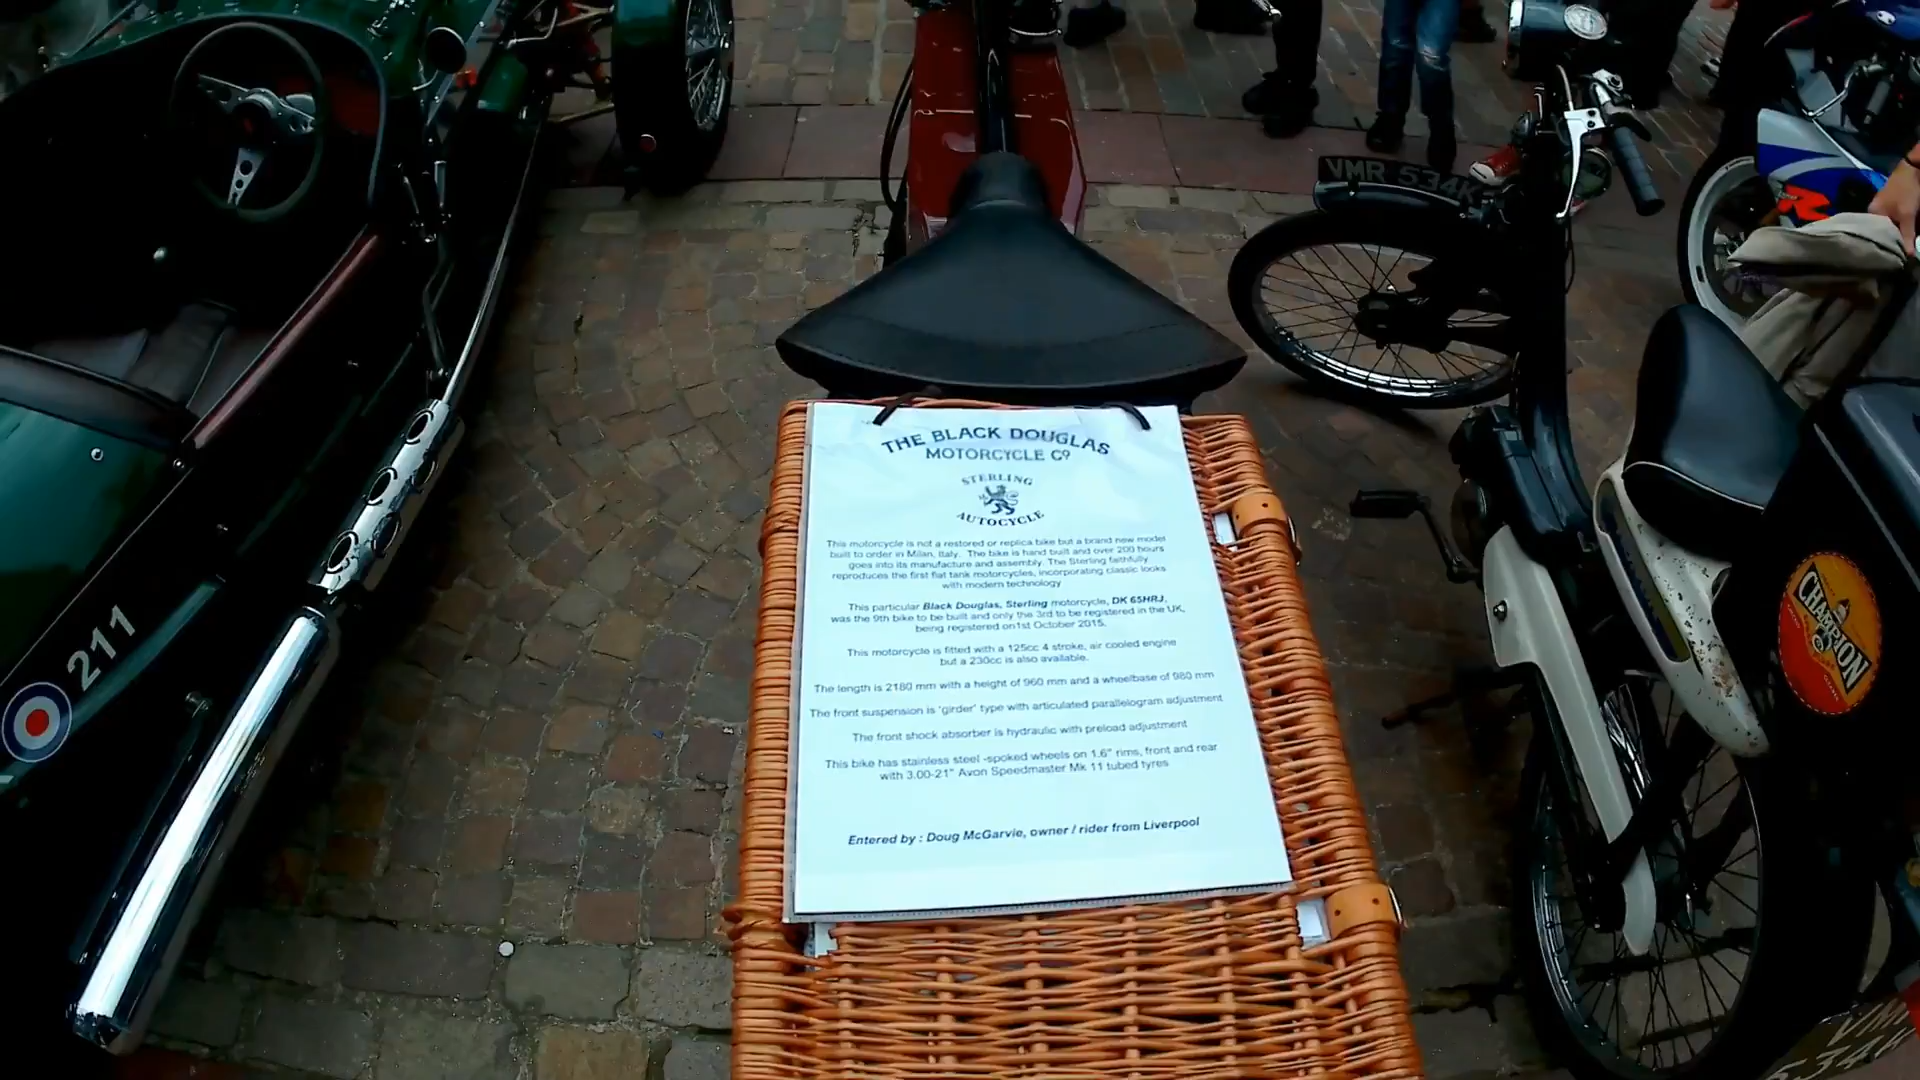 VMR 534K
211
THE BLACK DOUGLAS
MOTORCYCLE Cº
STERLING
AUTOCYCLE
This motorcycle is not a restored or replica bike but a brand new model
built to order in Milan, Italy. The bike is hand built and over 200 hours
goes into its manufacture and assembly. The Sterling faithfully
reproduces the first flat tank motorcycles, incorporating classic looks
with modern technology
This particular Black Douglas, Sterling motorcycle, DK 65HRJ,
was the 9th bike to be built and only the 3rd to be registered in the UK,
being registered on1st October 2015.
This motorcycle is fitted with a 125cc 4 stroke, air cooled engine
but a 230cc is also available.
The length is 2180 mm with a height of 960 mm and a wheelbase of 980 mm
The front suspension is 'girder' type with articulated parallelogram adjustment
The front shock absorber is hydraulic with preload adjustment
This bike has stainless steel -spoked wheels on 1.6" rims, front and rear
with 3.00-21" Avon Speedmaster Mk 11 tubed tyres
Entered by : Doug McGarvie, owner / rider from Liverpool
CHAMPION